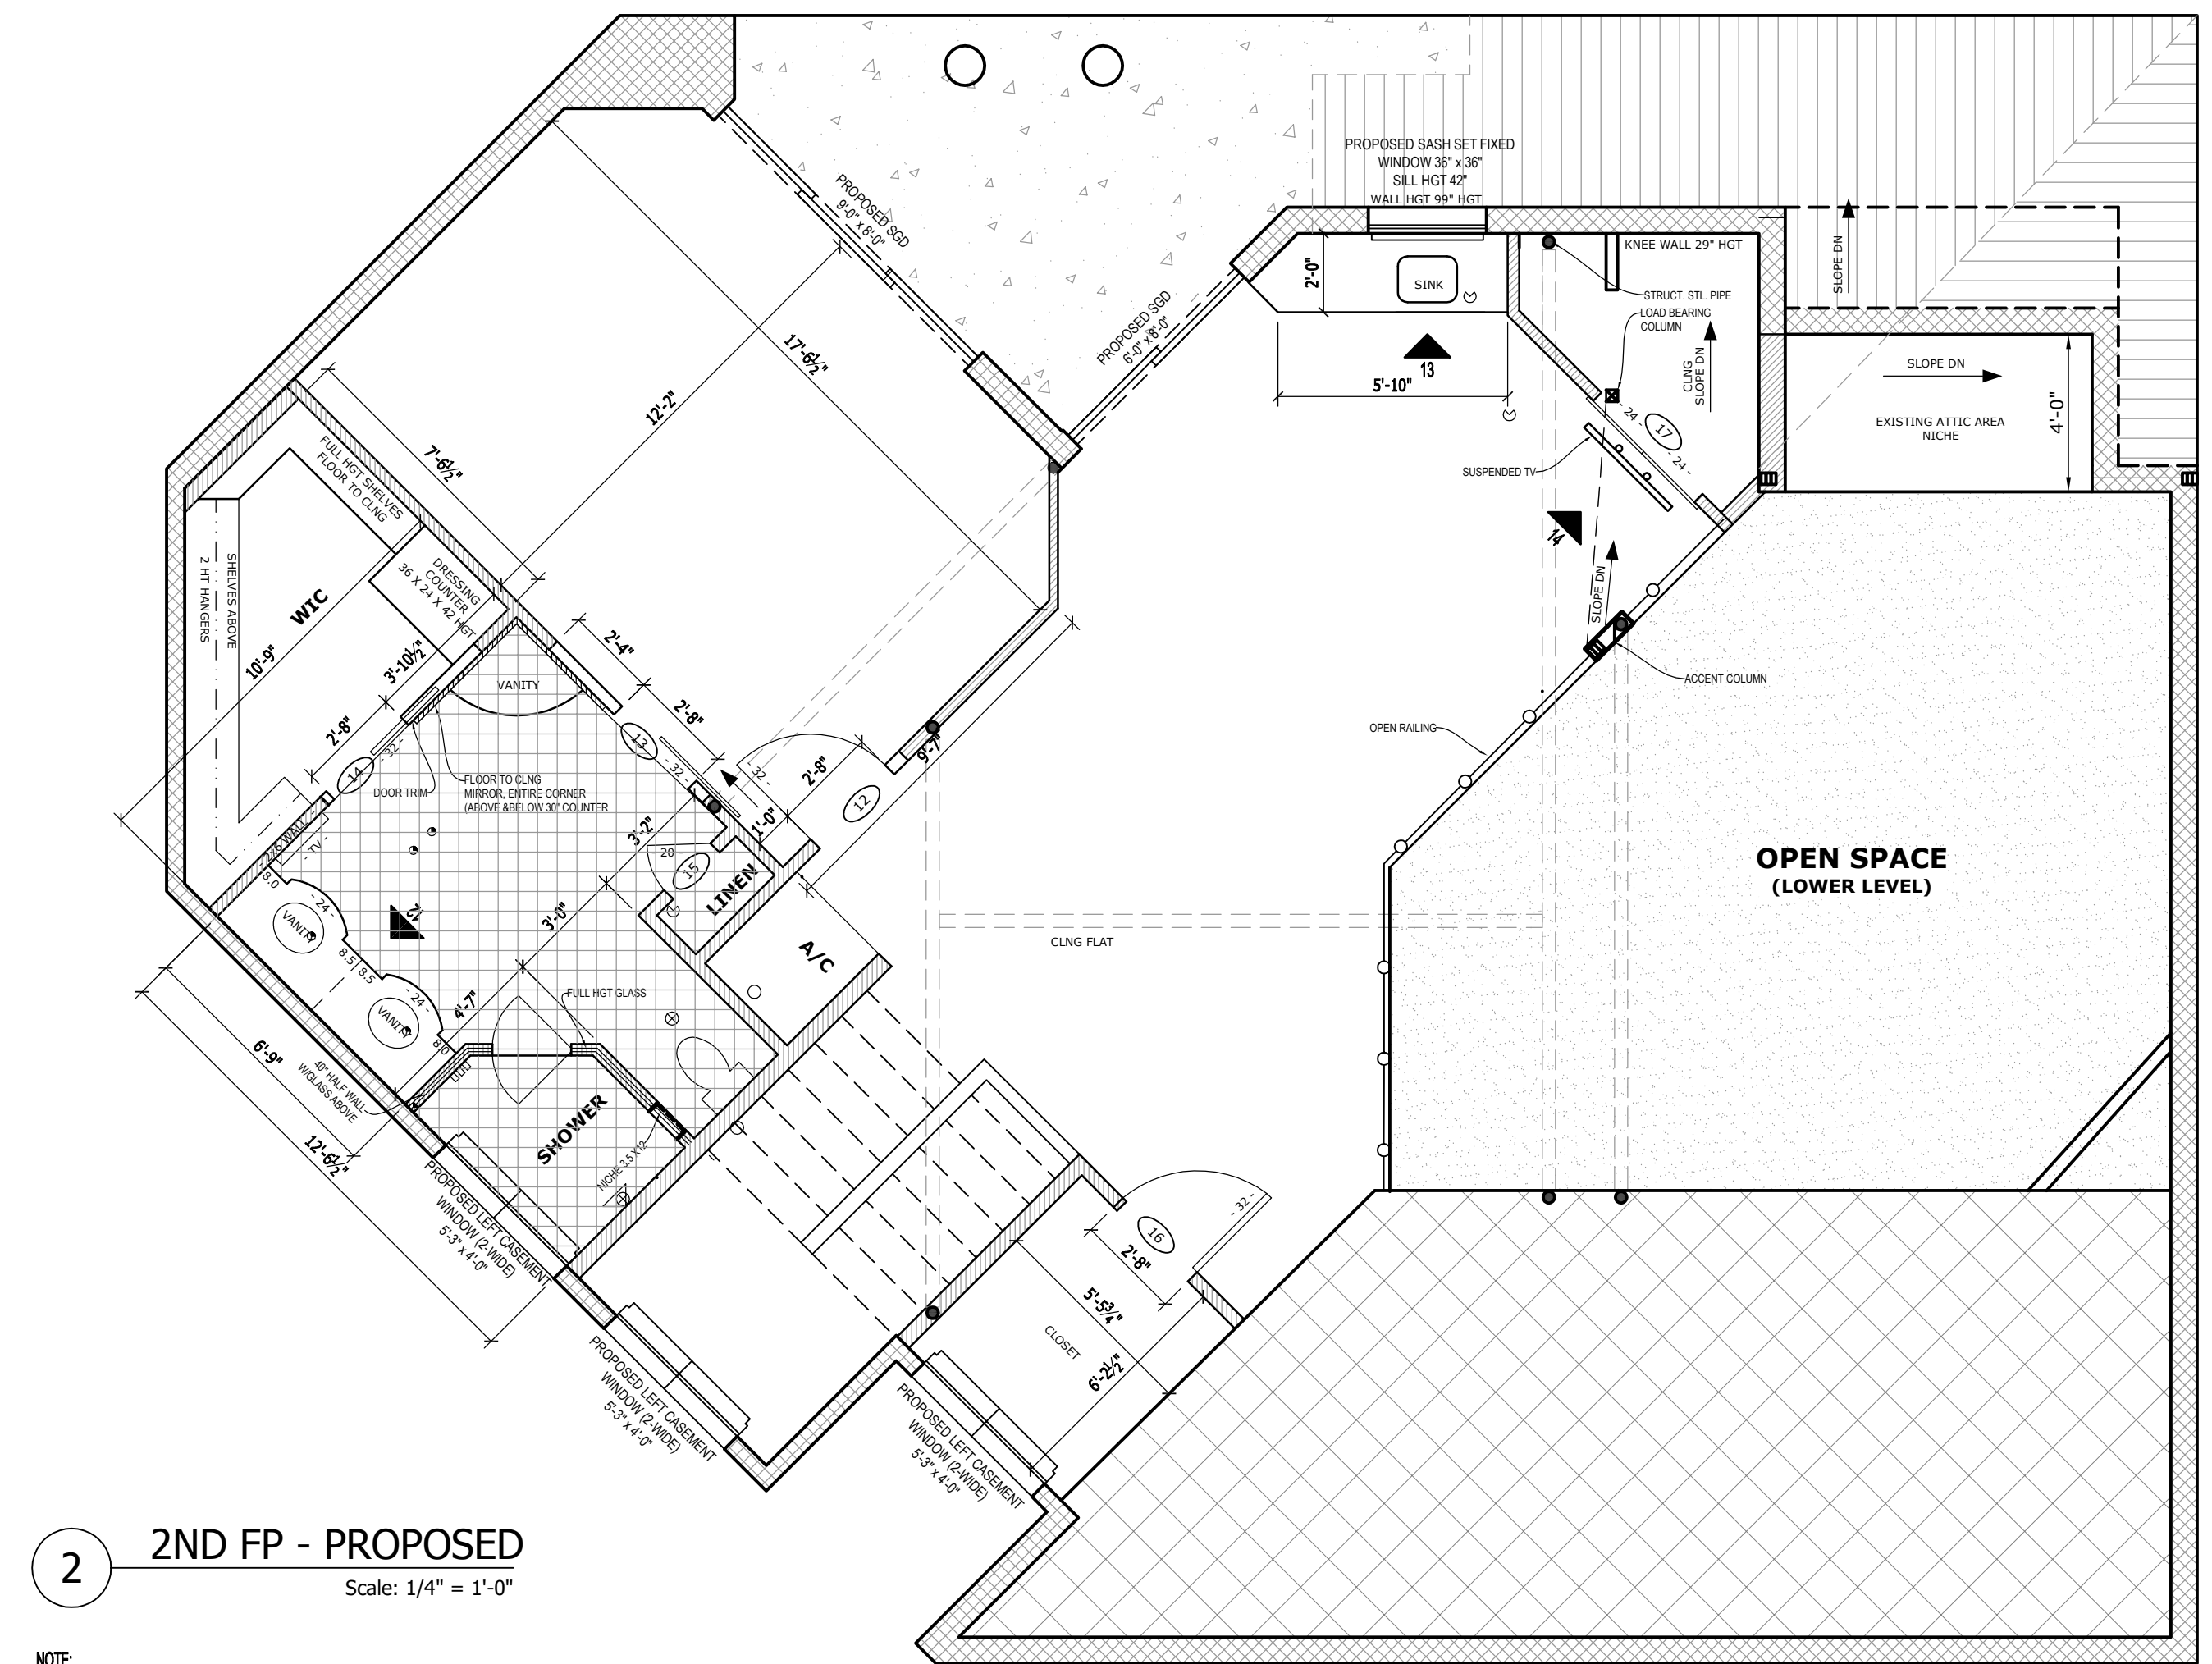 PROPOSED SASH SET FIXED
WINDOW 36" x 36"
SILL HGT 42"
WALL HGT 99" HGT
PROPOSED SGD
9'-0" x 8'-0"
PROPOSED SGD
6'-0" x 8'-0"
2'-0"
SINK
KNEE WALL 29" HGT
STRUCT. STL. PIPE
LOAD BEARING
COLUMN
CLNG
SLOPE DN
SLOPE DN
SLOPE DN
EXISTING ATTIC AREA
NICHE
4'-0"
13
5'-10"
- 24 -
17
- 24 -
SUSPENDED TV
14
SLOPE DN
ACCENT COLUMN
OPEN RAILING
17'-6½"
12'-2"
7'-6½"
FULL HGT SHELVES
FLOOR TO CLNG
DRESSING
COUNTER
36 X 24 X 42 HGT
SHELVES ABOVE
2 HT HANGERS
WIC
10'-9"
3'-10½"
2'-8"
VANITY
2'-4"
2'-8"
13
- 32 -
14
- 32 -
DOOR TRIM
FLOOR TO CLNG
MIRROR, ENTIRE CORNER
(ABOVE &BELOW 30" COUNTER
- 32 -
2'-8"
9'-7"
12
1'-0"
3'-2"
- 20 -
15
LINEN
A/C
2x6 WALL
- TV -
8.0
- 24 -
VANITY
8.5
8.5
- 24 -
VANITY
8.0
12
3'-0"
4'-7"
FULL HGT GLASS
6'-9"
40" HALF WALL
W/GLASS ABOVE
12'-6½"
SHOWER
NICHE 3.5 X12
PROPOSED LEFT CASEMENT
WINDOW (2-WIDE)
5'-3" x 4'-0"
PROPOSED LEFT CASEMENT
WINDOW (2-WIDE)
5'-3" x 4'-0"
PROPOSED LEFT CASEMENT
WINDOW (2-WIDE)
5'-3" x 4'-0"
CLNG FLAT
OPEN SPACE
(LOWER LEVEL)
- 32 -
16
2'-8"
5'-5¾"
CLOSET
6'-2½"
2
2ND FP - PROPOSED
Scale: 1/4" = 1'-0"
NOTE: